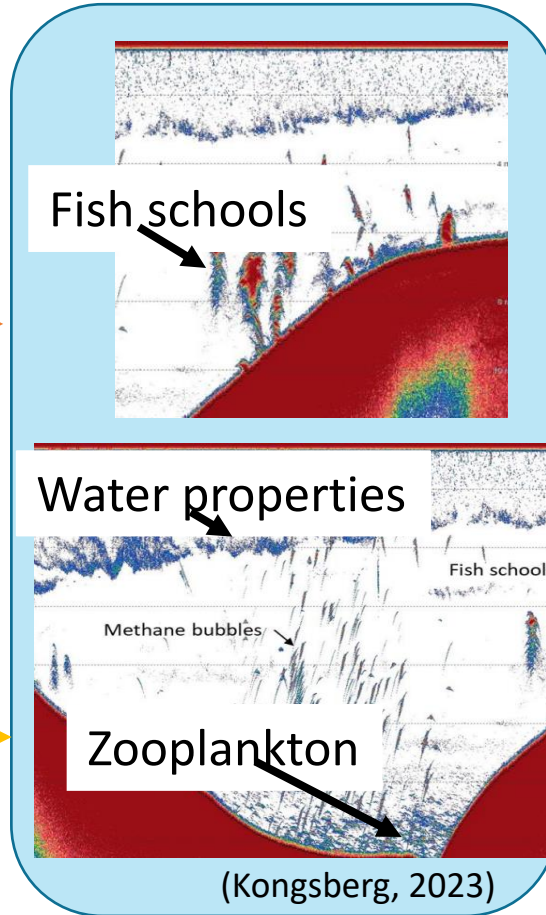 Fish schools
Water properties
Fish school
Methane bubbles
Zooplankton
(Kongsberg, 2023)